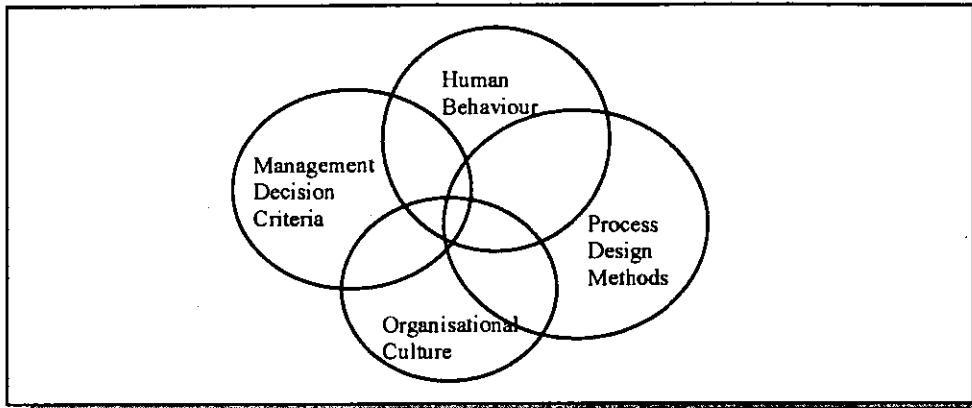 Human
Behaviour
Management
Decision
Criteria
Process
Design
Methods
Organisational
Culture